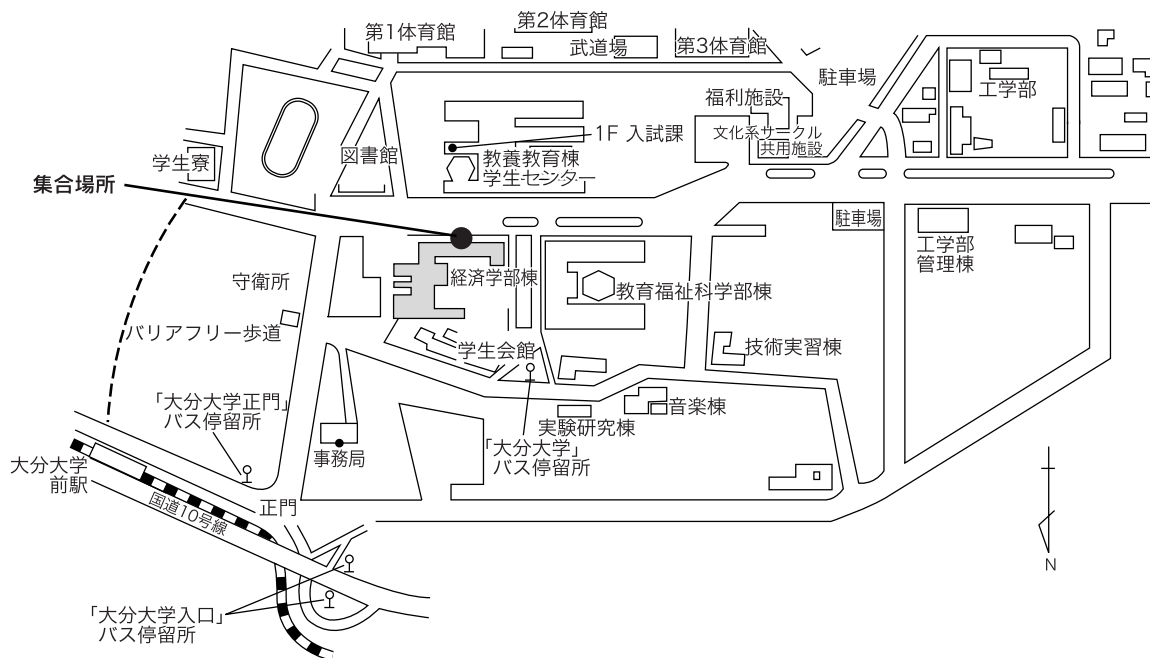 第2体育館
第1体育館
武道場
第3体育館
駐車場
工学部
福利施設
1F 入試課
文化系サークル
共用施設
図書館
教養教育棟
学生センター
学生寮
集合場所
駐車場
工学部
管理棟
守衛所
経済学部棟
教育福祉科学部棟
バリアフリー歩道
学生会館
技術実習棟
「大分大学正門」
バス停留所
音楽棟
実験研究棟
「大分大学」
バス停留所
事務局
大分大学
前駅
国道10号線
正門
N
「大分大学入口」
バス停留所